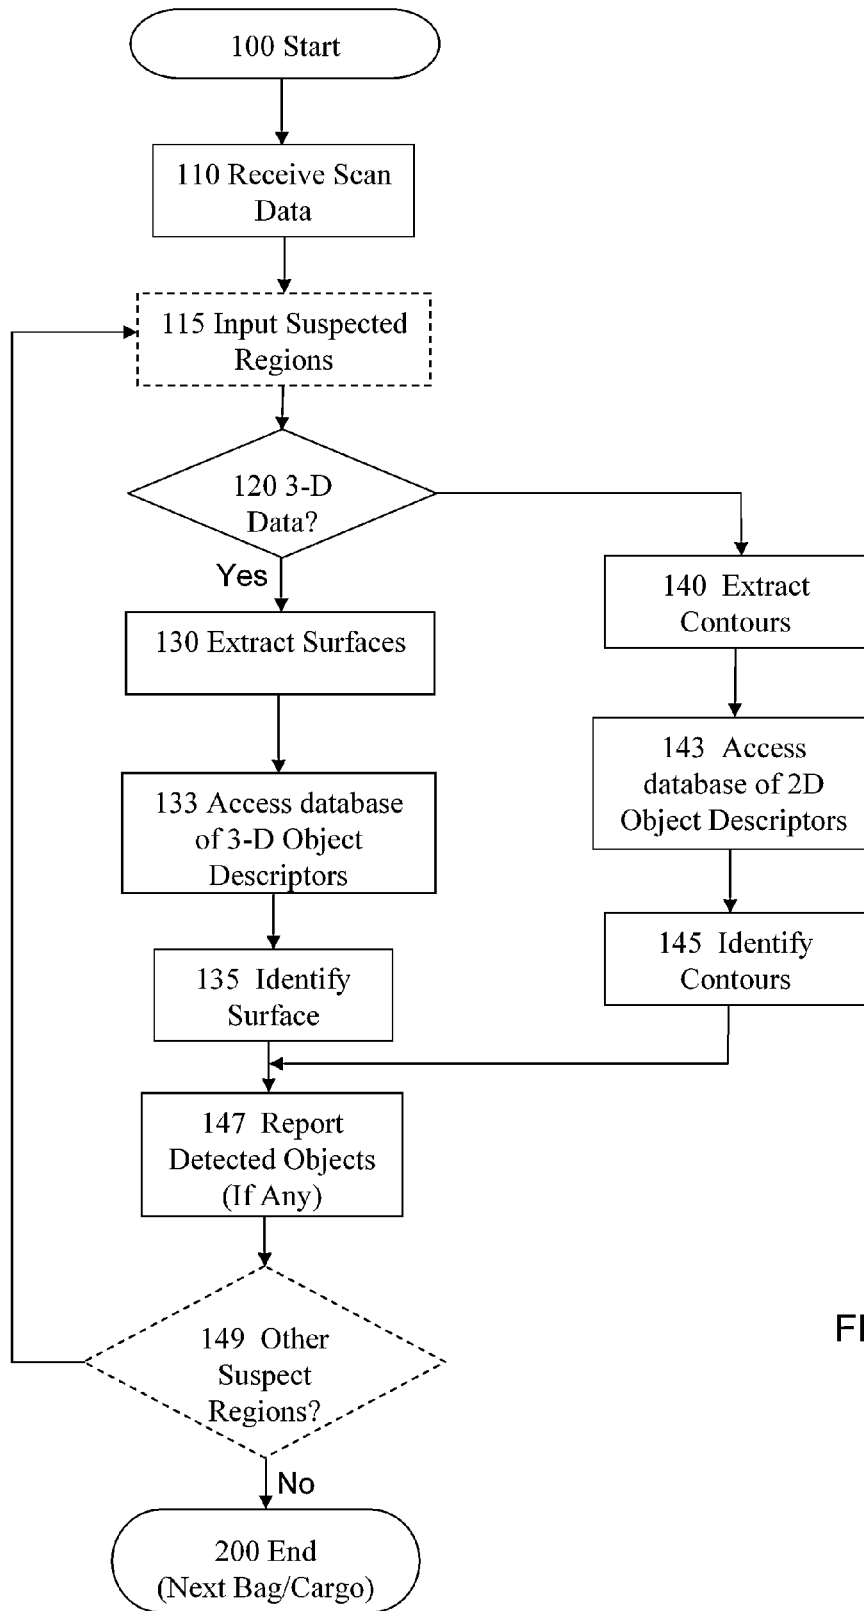 100 Start
110 Receive Scan
Data
115 Input Suspected
Regions
120 3-D
Data?
Yes
130 Extract Surfaces
133 Access database
of 3-D Object
Descriptors
135 Identify
Surface
140 Extract
Contours
143 Access
database of 2D
Object Descriptors
145 Identify
Contours
147 Report
Detected Objects
(If Any)
149 Other
Suspect
Regions?
No
200 End
(Next Bag/Cargo)